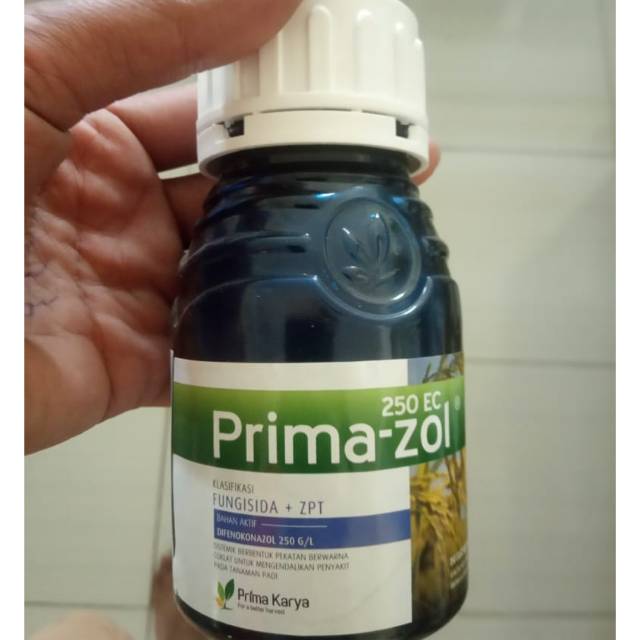 250 EC
Prima-zol®
KLASIFIKASI
FUNGISIDA + ZPT
BAHAN AKTIF
DIFENOKONAZOL 250 G/L
SISTEMIK BERBENTUK PEKATAN BERWARNA
COKLAT UNTUK MENGENDALIKAN PENYAKIT
PADA TANAMAN PADI
Prima Karya
For a better harvest